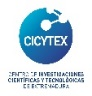 CICYTEX
CENTRO DE INVESTIGACIONES
CIENTÍFICAS Y TECNOLÓGICAS
DE EXTREMADURA